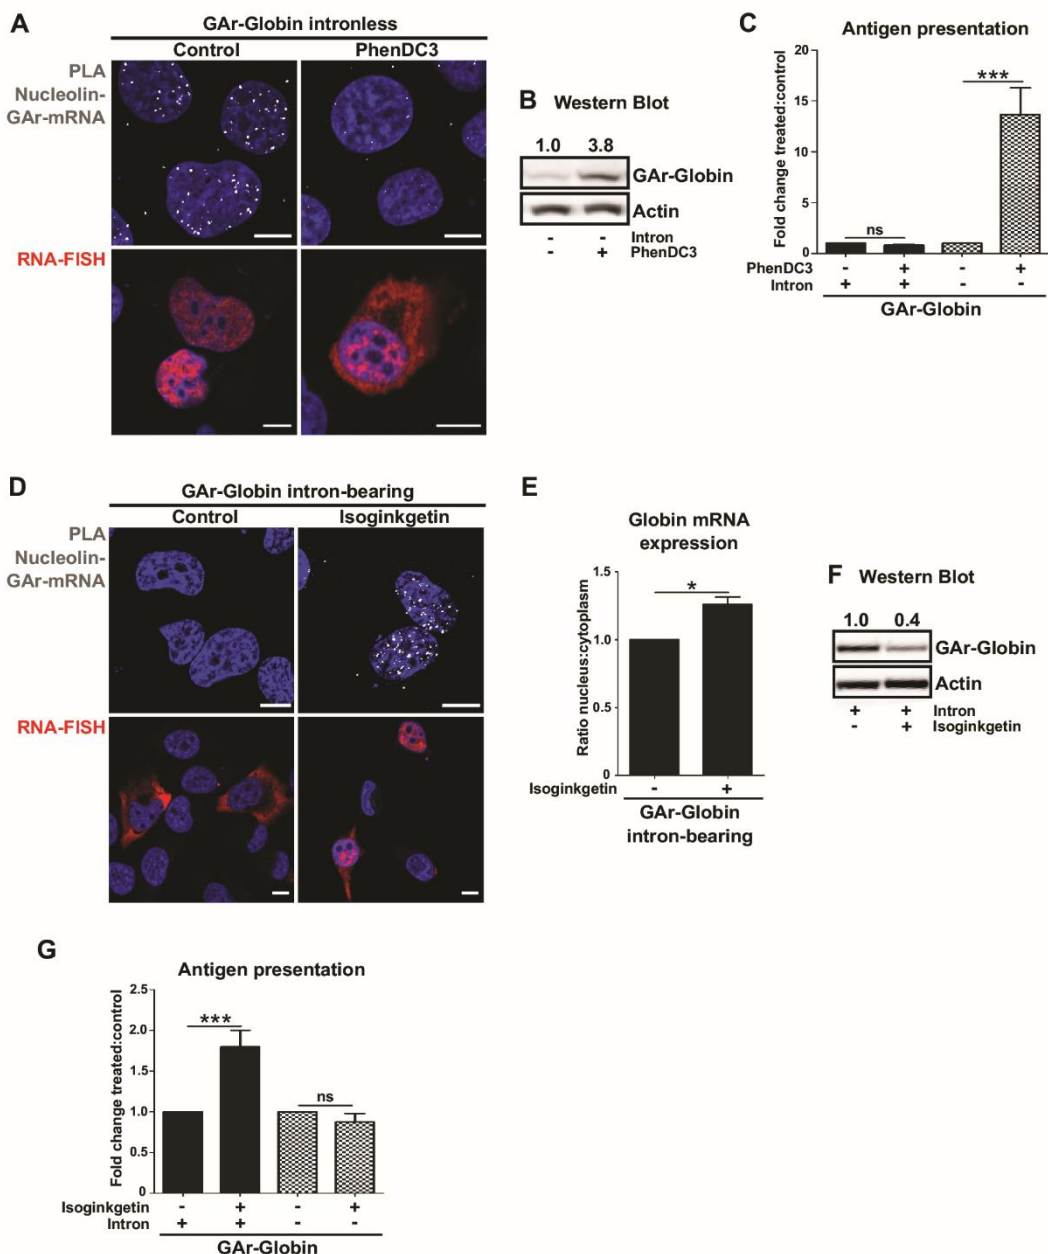 A
GAr-Globin intronless
Control PhenDC3
PLA
Nucleolin-
GAr-mRNA
RNA-FISH
B Western Blot
1.0 3.8
GAr-Globin
Actin
- - Intron
- + PhenDC3
C
Antigen presentation
Fold change treated:control
20
15
10
5
0
ns
***
PhenDC3 - + - +
Intron + + - -
GAr-Globin
D
GAr-Globin intron-bearing
Control Isoginkgetin
PLA
Nucleolin-
GAr-mRNA
RNA-FISH
E
Globin mRNA
expression
Ratio nucleus:cytoplasm
1.5
1.0
0.5
0
*
Isoginkgetin - +
GAr-Globin
intron-bearing
F Western Blot
1.0 0.4
GAr-Globin
Actin
+ + Intron
- + Isoginkgetin
G
Antigen presentation
Fold change treated:control
2.5
2.0
1.5
1.0
0.5
0
***
ns
Isoginkgetin - + - +
Intron + + - -
GAr-Globin